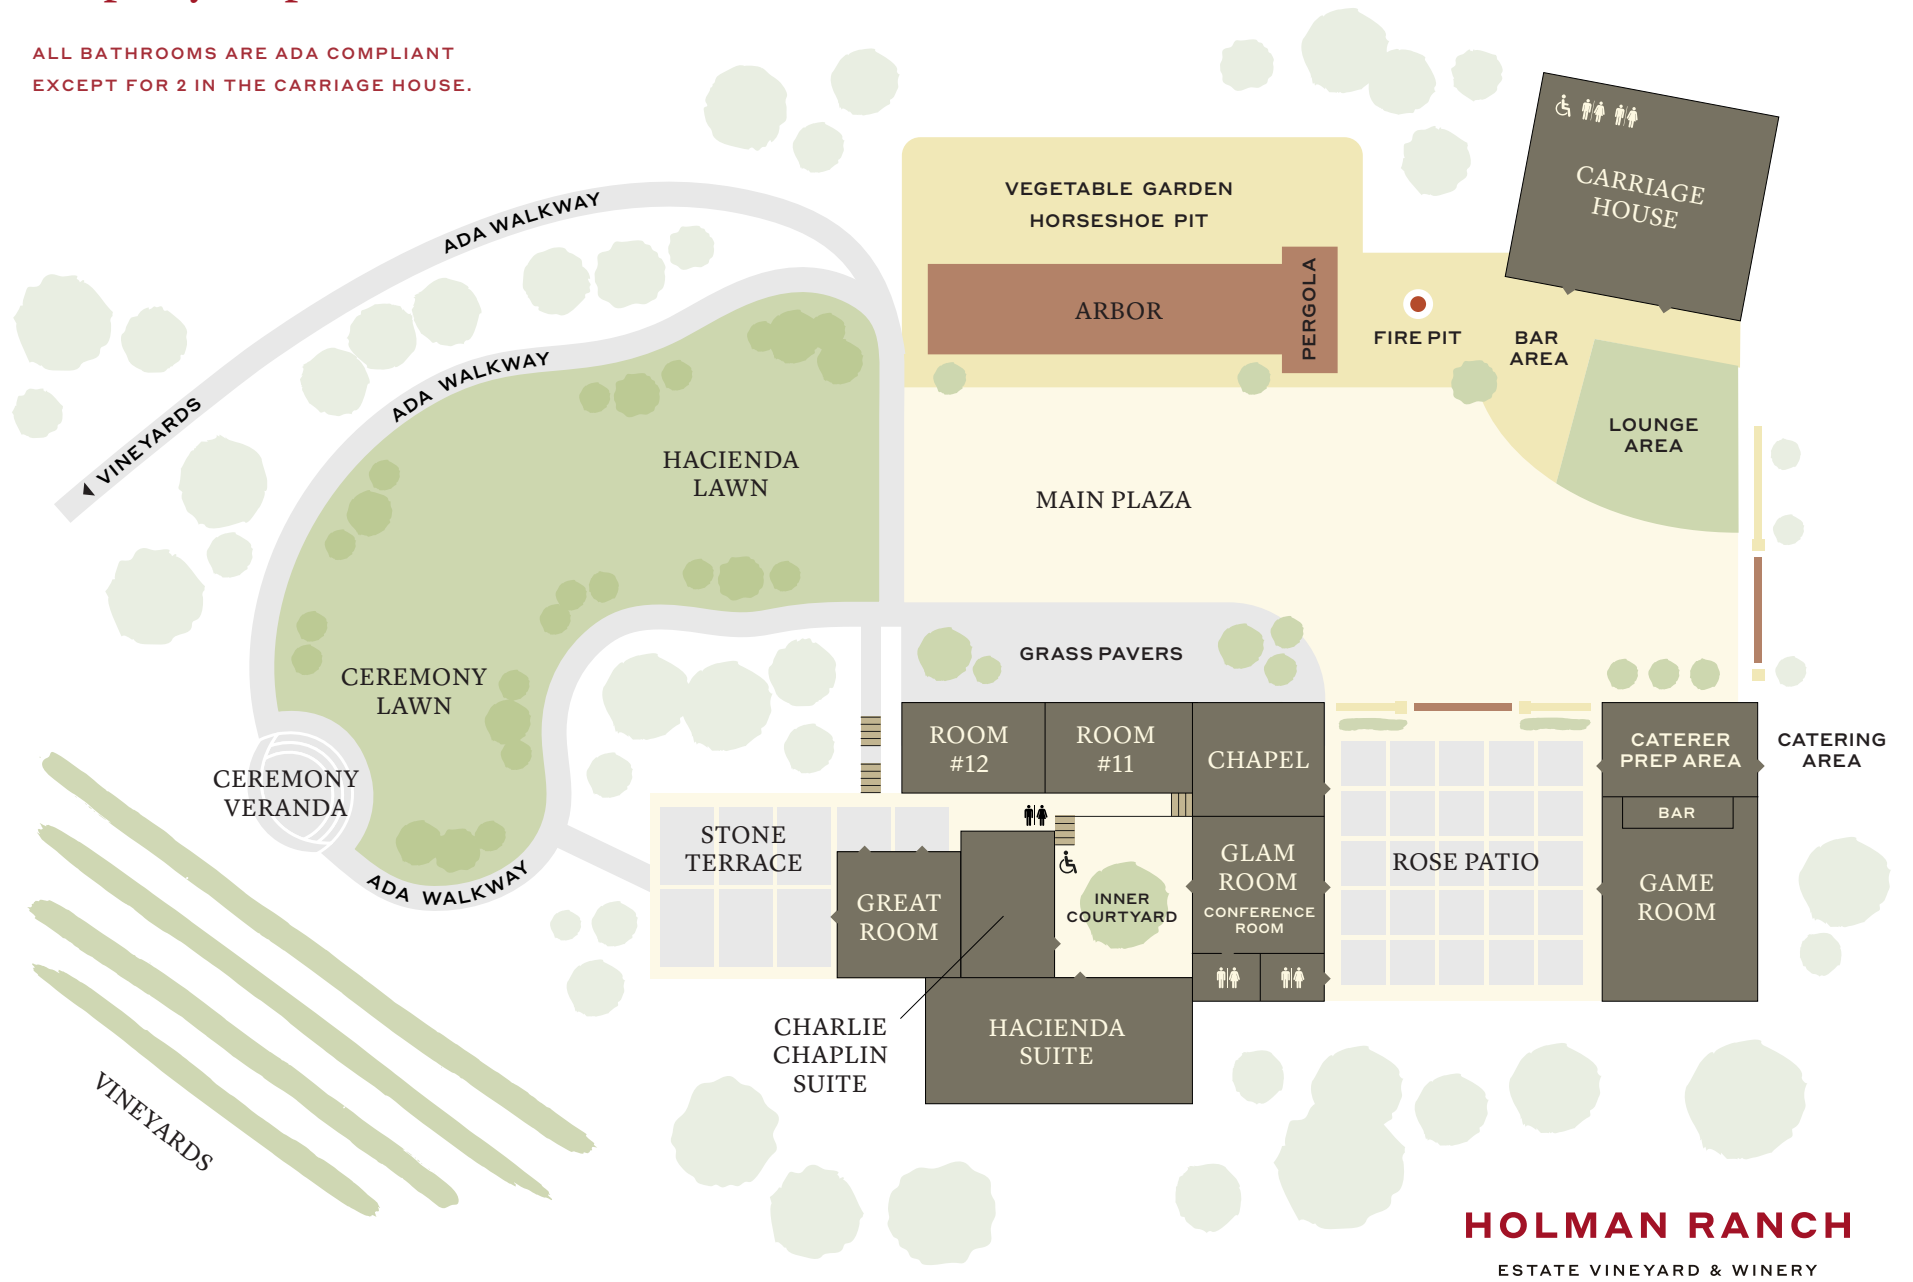 ALL BATHROOMS ARE ADA COMPLIANT
EXCEPT FOR 2 IN THE CARRIAGE HOUSE.
ADA WALKWAY
VINEYARDS
ADA WALKWAY
VEGETABLE GARDEN
HORSESHOE PIT
ARBOR
PERGOLA
FIRE PIT
BAR
AREA
CARRIAGE
HOUSE
LOUNGE
AREA
HACIENDA
LAWN
MAIN PLAZA
CEREMONY
LAWN
GRASS PAVERS
CEREMONY
VERANDA
ADA WALKWAY
ROOM
#12
ROOM
#11
CHAPEL
CATERER
PREP AREA
CATERING
AREA
BAR
STONE
TERRACE
GREAT
ROOM
INNER
COURTYARD
GLAM
ROOM
CONFERENCE
ROOM
ROSE PATIO
GAME
ROOM
CHARLIE
CHAPLIN
SUITE
HACIENDA
SUITE
VINEYARDS
HOLMAN RANCH
ESTATE VINEYARD & WINERY